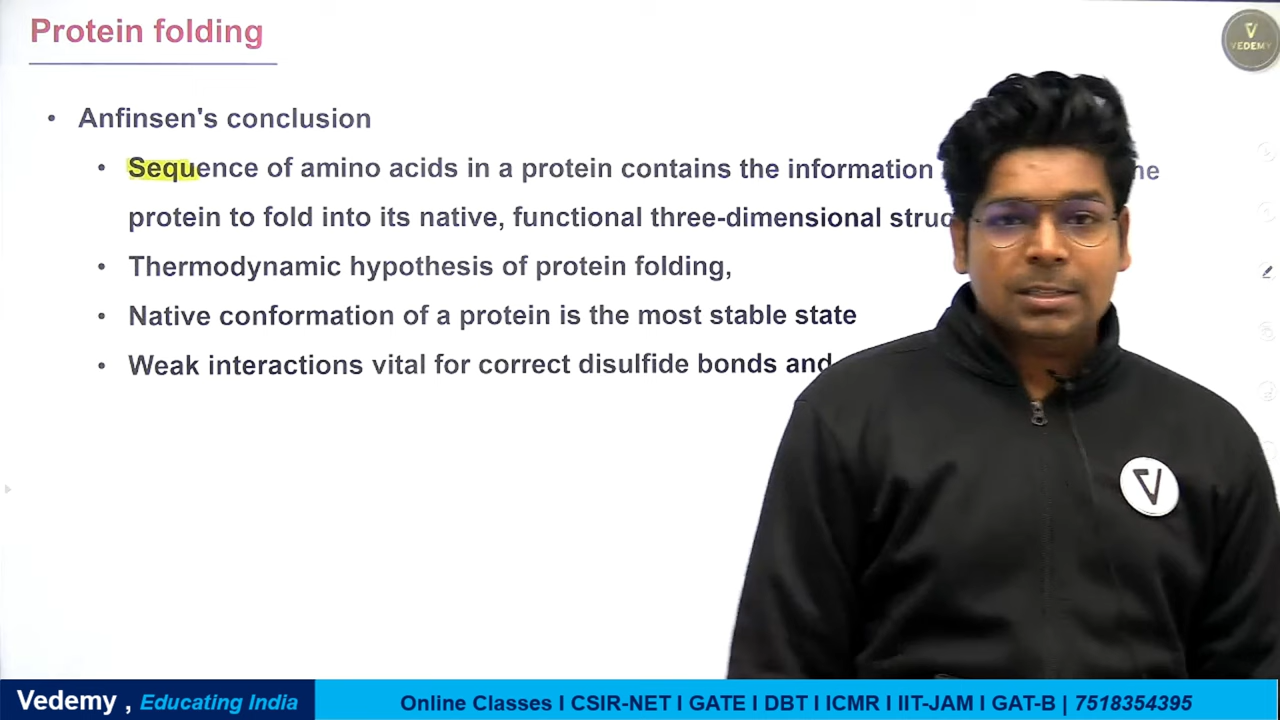 Protein folding
V
VEDEMY
• Anfinsen's conclusion
• Sequence of amino acids in a protein contains the information
protein to fold into its native, functional three-dimensional
• Thermodynamic hypothesis of protein folding,
• Native conformation of a protein is the most stable state
• Weak interactions vital for correct disulfide bonds and
V
Vedemy , Educating India
Online Classes I CSIR-NET I GATE I DBT I ICMR I IIT-JAM I GAT-B | 7518354395